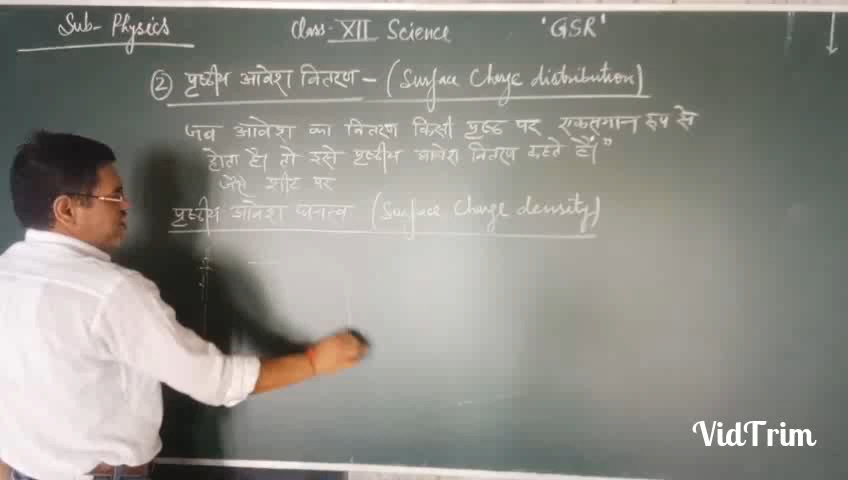 Sub- Physics Class- XII Science 'GSR'
② पृष्ठीय आवेश वितरण - (Surface Charge distribution)
जब आवेश का वितरण किसी पृष्ठ पर एकसमान रूप से
होता है। तो इसे पृष्ठीय आवेश वितरण कहते हैं।"
जैसे शीट पर
पृष्ठीय आवेश घनत्व (Surface Charge density)
VidTrim